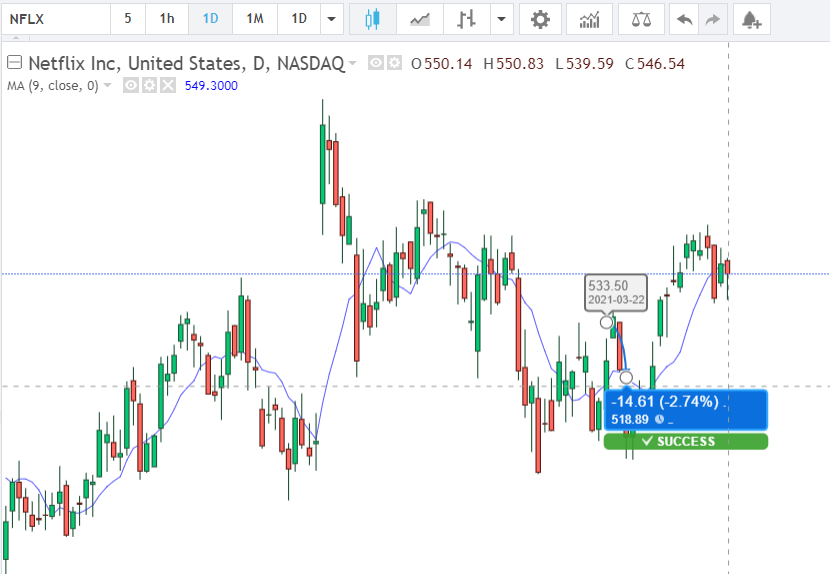 NFLX 5 1h 1D 1M 1D
Netflix Inc, United States, D, NASDAQ O550.14 H550.83 L539.59 C546.54
MA (9, close, 0) 549.3000
533.50
2021-03-22
-14.61 (-2.74%) .
518.89 _
SUCCESS